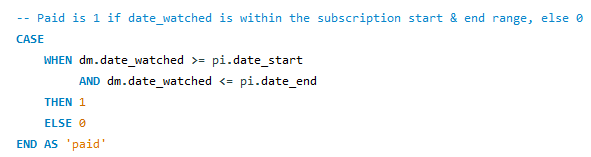 -- Paid is 1 if date_watched is within the subscription start & end range, else 0
CASE
    WHEN dm.date_watched >= pi.date_start
         AND dm.date_watched <= pi.date_end
    THEN 1
    ELSE 0
END AS 'paid'